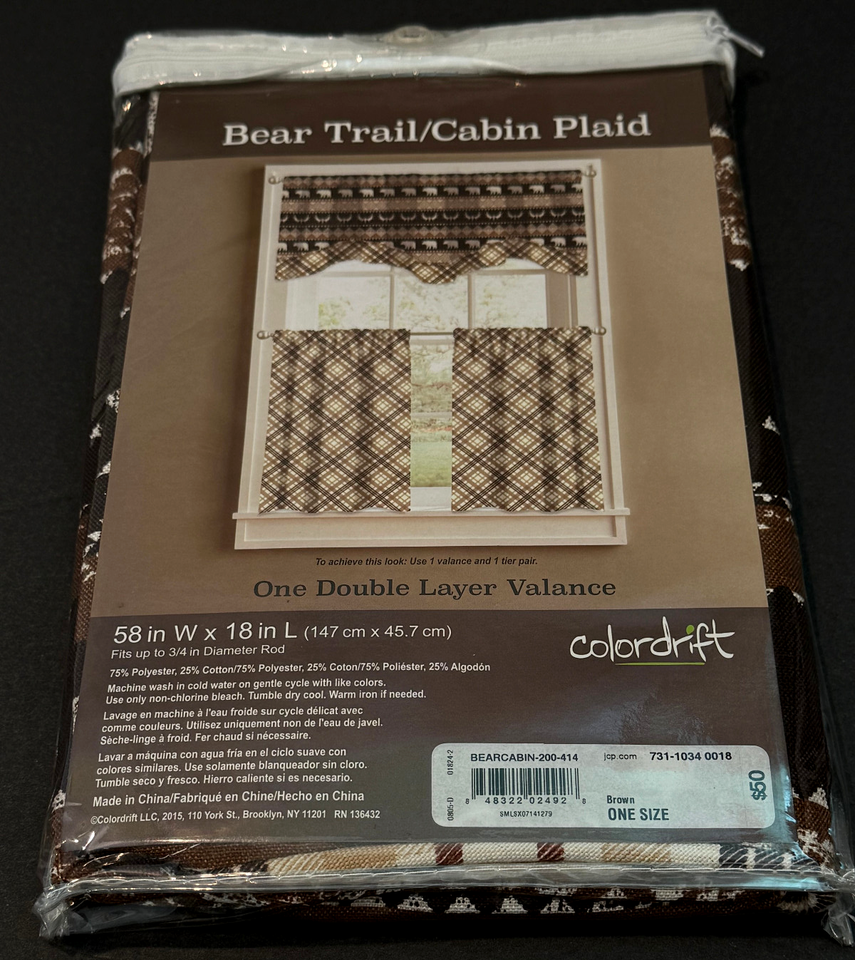 Bear Trail/Cabin Plaid
To achieve this look: Use 1 valance and 1 tier pair.
One Double Layer Valance
58 in W x 18 in L (147 cm x 45.7 cm)
Fits up to 3/4 in Diameter Rod
75% Polyester, 25% Cotton/75% Polyester, 25% Coton/75% Poliéster, 25% Algodón
Machine wash in cold water on gentle cycle with like colors.
Use only non-chlorine bleach. Tumble dry cool. Warm iron if needed.
Lavage en machine à l'eau froide sur cycle délicat avec
comme couleurs. Utilisez uniquement non de l'eau de javel.
Sèche-linge à froid. Fer chaud si nécessaire.
Lavar a máquina con agua fría en el ciclo suave con
colores similares. Use solamente blanqueador sin cloro.
Tumble seco y fresco. Hierro caliente si es necesario.
Made in China/Fabriqué en Chine/Hecho en China
©Colordrift LLC, 2015, 110 York St., Brooklyn, NY 11201 RN 136432
colordrift
BEARCABIN-200-414 jcp.com 731-1034 0018
01824-2
0805-D
8 48322 02492 8
SMLSX07141279
Brown
ONE SIZE
$50